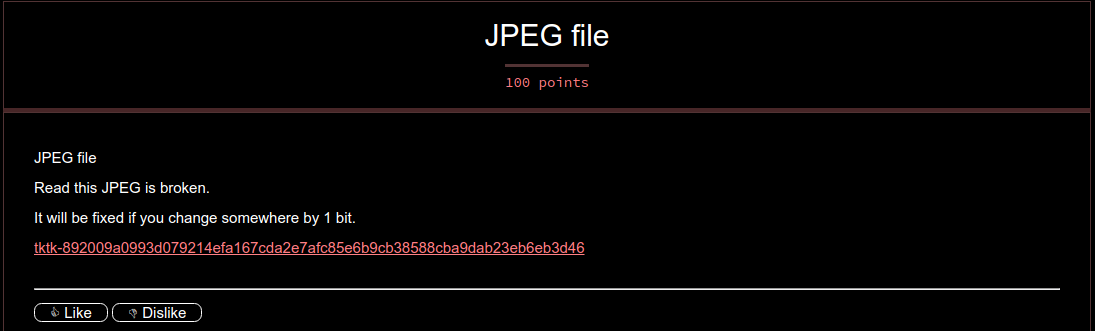 JPEG file
100 points
JPEG file
Read this JPEG is broken.
It will be fixed if you change somewhere by 1 bit.
tktk-892009a0993d079214efa167cda2e7afc85e6b9cb38588cba9dab23eb6eb3d46
👍 Like 👎 Dislike